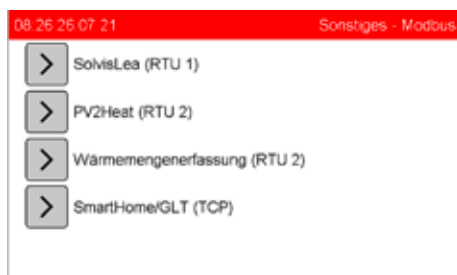 08:26 26.07.21 Sonstiges - Modbus
SolvisLea (RTU 1)
PV2Heat (RTU 2)
Wärmemengenerfassung (RTU 2)
SmartHome/GLT (TCP)